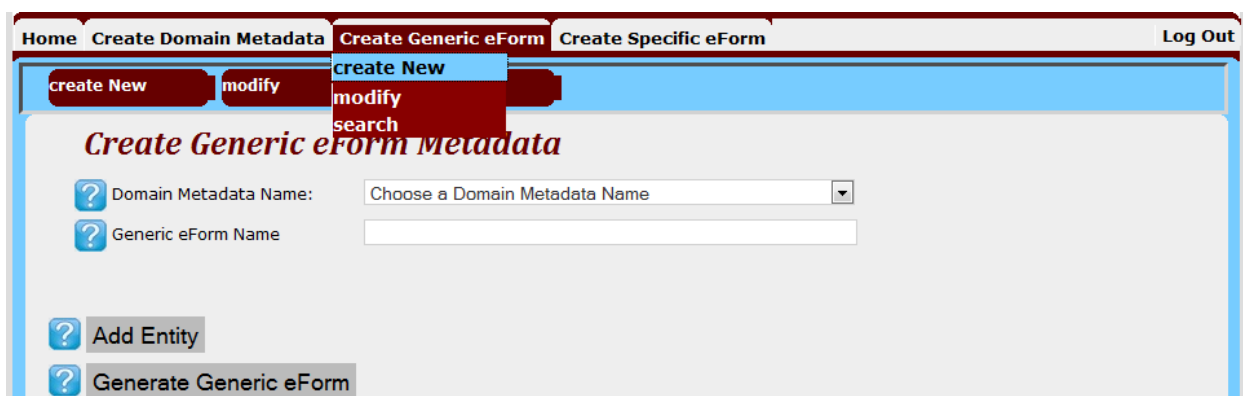 Home Create Domain Metadata Create Generic eForm Create Specific eForm Log Out
create New
modify
search
create New modify
Create Generic eForm Metadata
Domain Metadata Name: Choose a Domain Metadata Name
Generic eForm Name
Add Entity
Generate Generic eForm